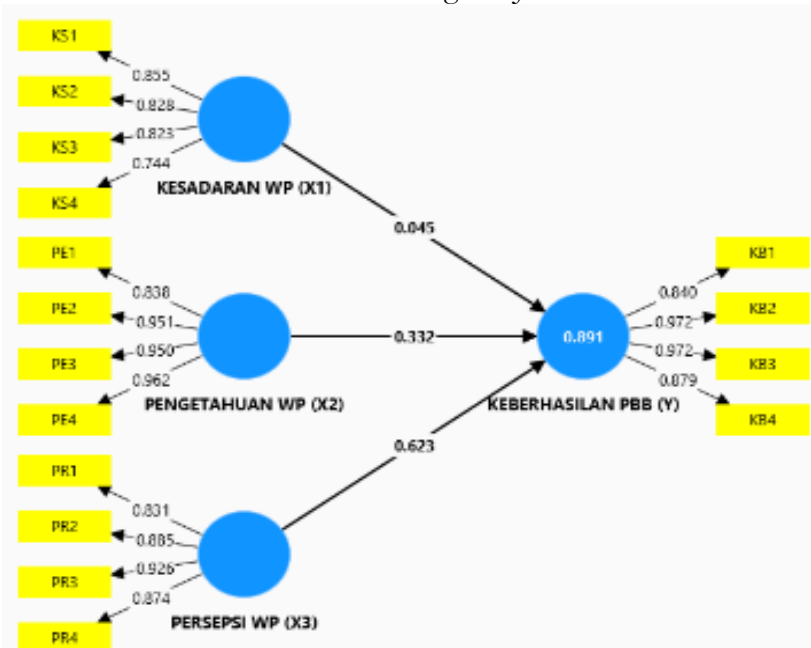 KS1
0.855
KS2
0.828
KS3
0.823
KS4
0.744
KESADARAN WP (X1)
0.045
PE1
0.838
PE2
0.951
PE3
0.950
PE4
0.962
PENGETAHUAN WP (X2)
0.332
PR1
0.831
PR2
0.885
PR3
0.926
PR4
0.874
PERSEPSI WP (X3)
0.623
0.891
KEBERHASILAN PBB (Y)
KB1
0.840
KB2
0.972
KB3
0.972
KB4
0.879